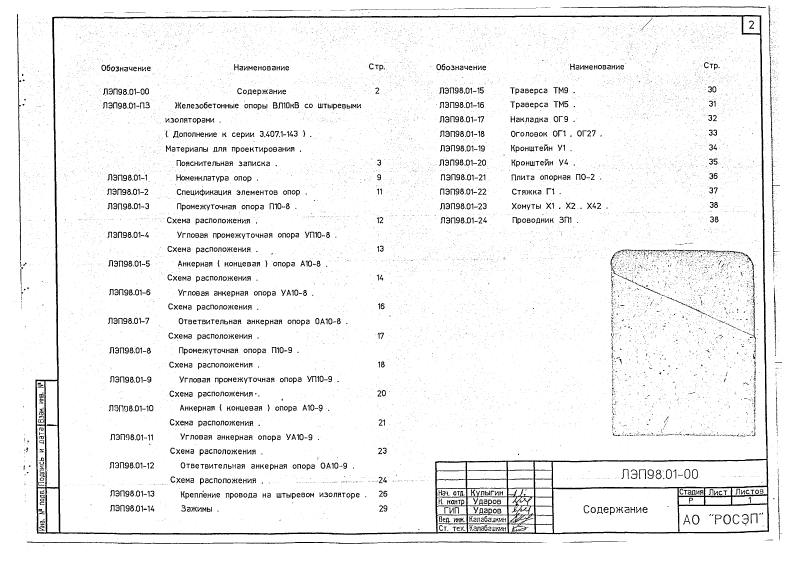 2
Обозначение Наименование Стр.
ЛЭП98.01-00 Содержание 2
ЛЭП98.01-ПЗ Железобетонные опоры ВЛ10кВ со штыревыми
изоляторами .
( Дополнение к серии 3.407.1-143 ) .
Материалы для проектирования .
Пояснительная записка . 3
ЛЭП98.01-1 Номенклатура опор . 9
ЛЭП98.01-2 Спецификация элементов опор . 11
ЛЭП98.01-3 Промежуточная опора П10-8 .
Схема расположения . 12
ЛЭП98.01-4 Угловая промежуточная опора УП10-8 .
Схема расположения . 13
ЛЭП98.01-5 Анкерная ( концевая ) опора А10-8 .
Схема расположения . 14
ЛЭП98.01-6 Угловая анкерная опора УА10-8 .
Схема расположения . 16
ЛЭП98.01-7 Ответвительная анкерная опора ОА10-8 .
Схема расположения . 17
ЛЭП98.01-8 Промежуточная опора П10-9 .
Схема расположения . 18
ЛЭП98.01-9 Угловая промежуточная опора УП10-9 .
Схема расположения . 20
ЛЭП98.01-10 Анкерная ( концевая ) опора А10-9 .
Схема расположения . 21
ЛЭП98.01-11 Угловая анкерная опора УА10-9 .
Схема расположения . 23
ЛЭП98.01-12 Ответвительная анкерная опора ОА10-9 .
Схема расположения . 24
ЛЭП98.01-13 Крепление провода на штыревом изоляторе . 26
ЛЭП98.01-14 Зажимы . 29
Обозначение Наименование Стр.
ЛЭП98.01-15 Траверса ТМ9 . 30
ЛЭП98.01-16 Траверса ТМ5 . 31
ЛЭП98.01-17 Накладка ОГ9 . 32
ЛЭП98.01-18 Оголовок ОГ1 , ОГ27 . 33
ЛЭП98.01-19 Кронштейн У1 . 34
ЛЭП98.01-20 Кронштейн У4 . 35
ЛЭП98.01-21 Плита опорная ПО-2 . 36
ЛЭП98.01-22 Стяжка Г1 . 37
ЛЭП98.01-23 Хомуты Х1 , Х2 , Х42 . 38
ЛЭП98.01-24 Проводник ЗП1 . 38
Инв. № подл. Подпись и дата Взам. инв. №
ЛЭП98.01-00
Нач. отд. Кулыгин
Н. контр Ударов
ГИП Ударов
Вед. инж. Калабашкин
Ст. тех. Калабашкин
Содержание
Стадия Лист Листов
Р 1
АО "РОСЭП"